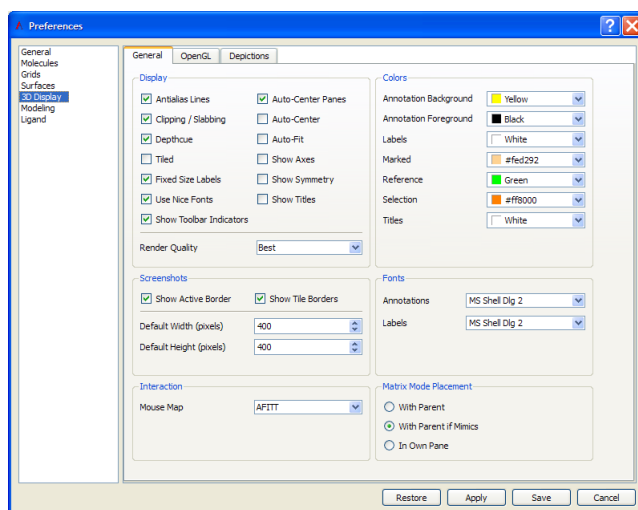 Preferences
General
Molecules
Grids
Surfaces
3D Display
Modeling
Ligand
General OpenGL Depictions
Display
Antialias Lines Auto-Center Panes
Clipping / Slabbing Auto-Center
Depthcue Auto-Fit
Tiled Show Axes
Fixed Size Labels Show Symmetry
Use Nice Fonts Show Titles
Show Toolbar Indicators
Render Quality Best
Colors
Annotation Background Yellow
Annotation Foreground Black
Labels White
Marked #fed292
Reference Green
Selection #ff8000
Titles White
Screenshots
Show Active Border Show Tile Borders
Default Width (pixels) 400
Default Height (pixels) 400
Fonts
Annotations MS Shell Dlg 2
Labels MS Shell Dlg 2
Interaction
Mouse Map AFITT
Matrix Mode Placement
With Parent
With Parent if Mimics
In Own Pane
Restore Apply Save Cancel